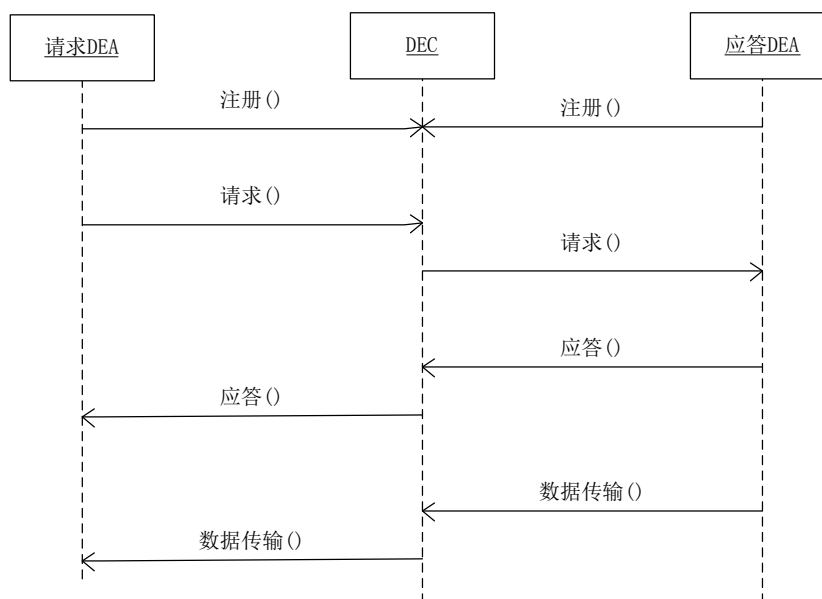 请求DEA
DEC
应答DEA
注册()
注册()
请求()
请求()
应答()
应答()
数据传输()
数据传输()